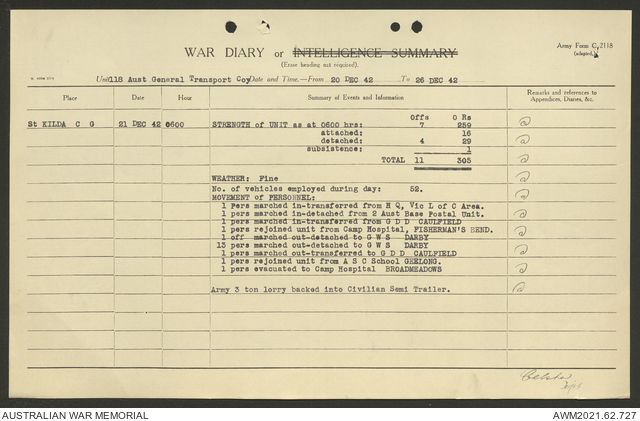 WAR DIARY or INTELLIGENCE SUMMARY
(Erase heading not required).
Army Form C. 2118
(adapted)
Unit 118 Aust General Transport Coy Date and Time.—From 20 DEC 42 To 26 DEC 42
Place Date Hour Summary of Events and Information Remarks and references to Appendices, Diaries, &c.
Offs O Rs
St KILDA C G 21 DEC 42 0600 STRENGTH of UNIT as at 0600 hrs: 7 259
attached: 16
detached: 4 29
subsistence: 1
TOTAL 11 305
WEATHER: Fine
No. of vehicles employed during day: 52.
MOVEMENT of PERSONNEL:
1 Pers marched in-transferred from H Q, Vic L of C Area.
1 pers marched in-detached from 2 Aust Base Postal Unit.
1 pers marched in-transferred from G D D CAULFIELD
1 pers rejoined unit from Camp Hospital, FISHERMAN'S BEND.
1 off marched out-detached to G W S DARBY
13 pers marched out-detached to G W S DARBY
1 pers marched out-transferred to G D D CAULFIELD
1 pers rejoined unit from A S C School GEELONG.
1 pers evacuated to Camp Hospital BROADMEADOWS
Army 3 ton lorry backed into Civilian Semi Trailer.
AUSTRALIAN WAR MEMORIAL AWM2021.62.727